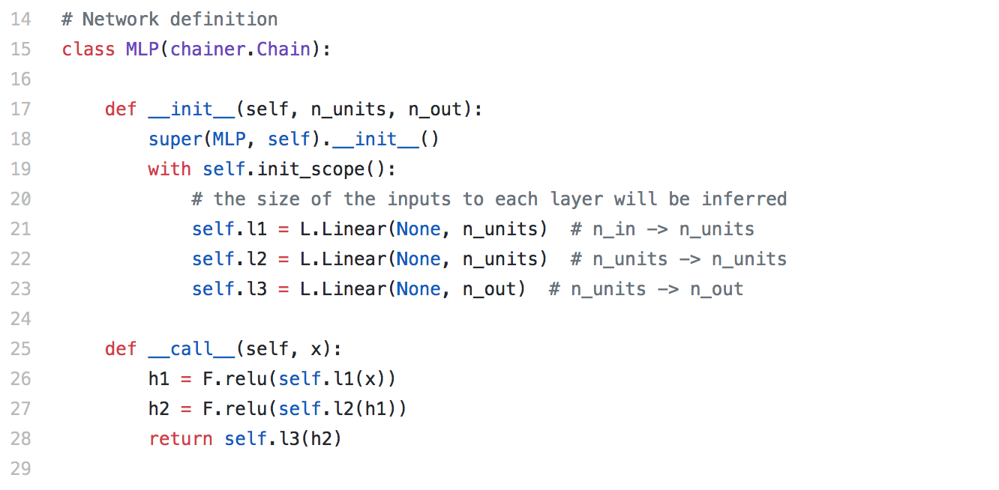 14 # Network definition
15 class MLP(chainer.Chain):
16
17 def __init__(self, n_units, n_out):
18 super(MLP, self).__init__()
19 with self.init_scope():
20 # the size of the inputs to each layer will be inferred
21 self.l1 = L.Linear(None, n_units)  # n_in -> n_units
22 self.l2 = L.Linear(None, n_units)  # n_units -> n_units
23 self.l3 = L.Linear(None, n_out)  # n_units -> n_out
24
25 def __call__(self, x):
26 h1 = F.relu(self.l1(x))
27 h2 = F.relu(self.l2(h1))
28 return self.l3(h2)
29